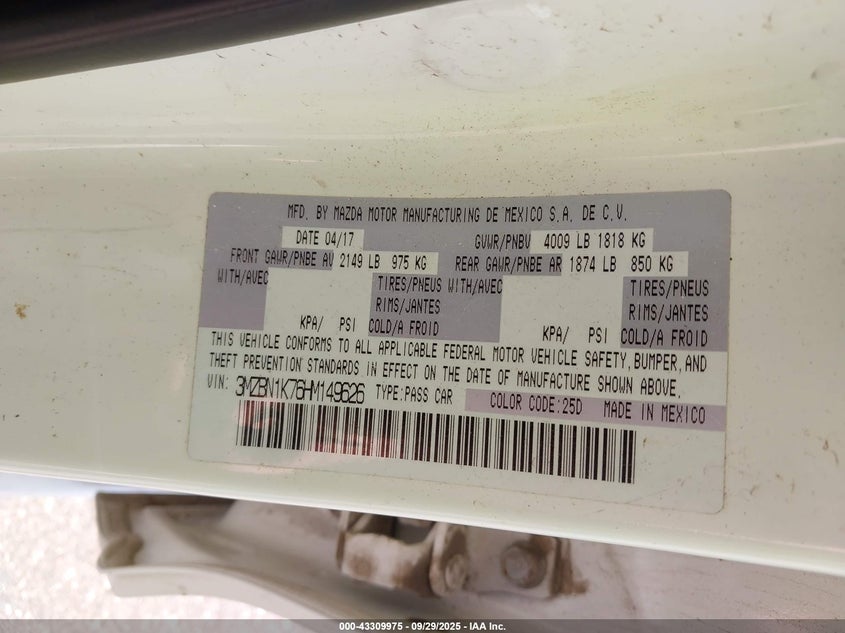 MFD. BY MAZDA MOTOR MANUFACTURING DE MEXICO S.A. DE C.V.
DATE 04/17 GVWR/PNBV 4009 LB 1818 KG
FRONT GAWR/PNBE AV 2149 LB 975 KG REAR GAWR/PNBE AR 1874 LB 850 KG
WITH/AVEC TIRES/PNEUS WITH/AVEC TIRES/PNEUS
RIMS/JANTES RIMS/JANTES
KPA/ PSI COLD/A FROID KPA/ PSI COLD/A FROID
THIS VEHICLE CONFORMS TO ALL APPLICABLE FEDERAL MOTOR VEHICLE SAFETY, BUMPER, AND
THEFT PREVENTION STANDARDS IN EFFECT ON THE DATE OF MANUFACTURE SHOWN ABOVE.
VIN: 3MZBN1K76HM149626 TYPE:PASS CAR COLOR CODE:25D MADE IN MEXICO
000-43309975 - 09/29/2025 - IAA Inc.